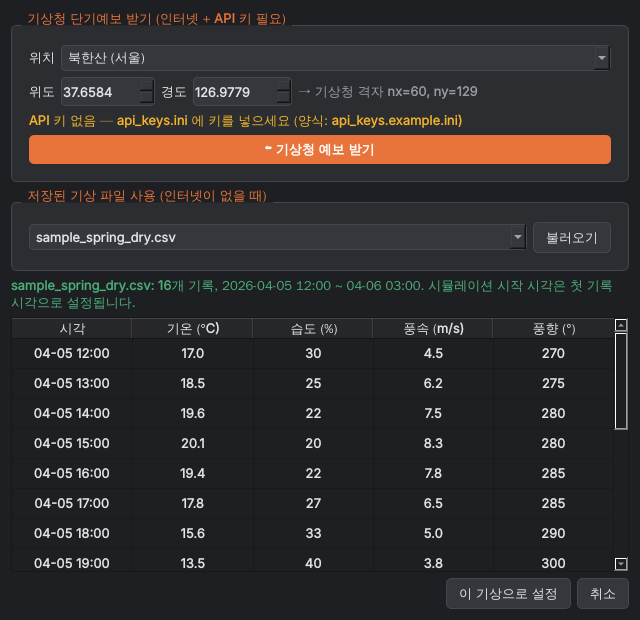 기상청 단기예보 받기 (인터넷 + API 키 필요)
위치 북한산 (서울)
위도 37.6584 경도 126.9779 → 기상청 격자 nx=60, ny=129
API 키 없음 — api_keys.ini 에 키를 넣으세요 (양식: api_keys.example.ini)
기상청 예보 받기
저장된 기상 파일 사용 (인터넷이 없을 때)
sample_spring_dry.csv 불러오기
sample_spring_dry.csv: 16개 기록, 2026-04-05 12:00 ~ 04-06 03:00. 시뮬레이션 시작 시각은 첫 기록
시각으로 설정됩니다.
시각 기온 (°C) 습도 (%) 풍속 (m/s) 풍향 (°)
04-05 12:00 17.0 30 4.5 270
04-05 13:00 18.5 25 6.2 275
04-05 14:00 19.6 22 7.5 280
04-05 15:00 20.1 20 8.3 280
04-05 16:00 19.4 22 7.8 285
04-05 17:00 17.8 27 6.5 285
04-05 18:00 15.6 33 5.0 290
04-05 19:00 13.5 40 3.8 300
이 기상으로 설정 취소